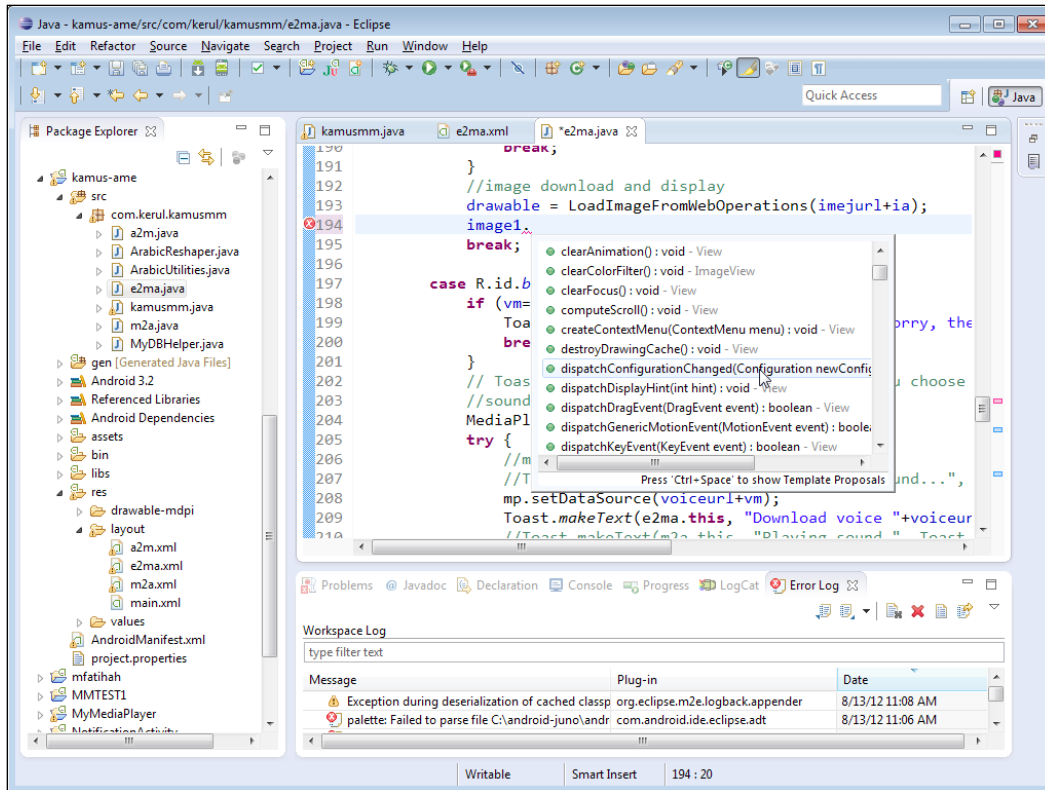 Java - kamus-ame/src/com/kerul/kamusmm/e2ma.java - Eclipse
File Edit Refactor Source Navigate Search Project Run Window Help
Quick Access
Java
Package Explorer
kamus-ame
src
com.kerul.kamusmm
a2m.java
ArabicReshaper.java
ArabicUtilities.java
e2ma.java
kamusmm.java
m2a.java
MyDBHelper.java
gen [Generated Java Files]
Android 3.2
Referenced Libraries
Android Dependencies
assets
bin
libs
res
drawable-mdpi
layout
a2m.xml
e2ma.xml
m2a.xml
main.xml
values
AndroidManifest.xml
project.properties
mfatihah
MMTEST1
MyMediaPlayer
NotificationActivity
kamusmm.java e2ma.xml *e2ma.java
190 break;
191 }
192 //image download and display
193 drawable = LoadImageFromWebOperations(imejurl+ia);
194 image1.
195 break;
196
197 case R.id.b
198 if (vm=
199 Toa orry, the
200 bre
201 }
202 // Toas u choose
203 //sound
204 MediaPl
205 try {
206 //m
207 //T und...",
208 mp.setDataSource(voiceurl+vm);
209 Toast.makeText(e2ma.this, "Download voice "+voiceur
210 //Toast.makeText(m2a.this, "Playing sound.", Toast
clearAnimation() : void - View
clearColorFilter() : void - ImageView
clearFocus() : void - View
computeScroll() : void - View
createContextMenu(ContextMenu menu) : void - View
destroyDrawingCache() : void - View
dispatchConfigurationChanged(Configuration newConfig
dispatchDisplayHint(int hint) : void - View
dispatchDragEvent(DragEvent event) : boolean - View
dispatchGenericMotionEvent(MotionEvent event) : boolea
dispatchKeyEvent(KeyEvent event) : boolean - View
Press 'Ctrl+Space' to show Template Proposals
Problems @ Javadoc Declaration Console Progress LogCat Error Log
Workspace Log
type filter text
Message Plug-in Date
Exception during deserialization of cached classp org.eclipse.m2e.logback.appender 8/13/12 11:08 AM
palette: Failed to parse file C:\android-juno\andr com.android.ide.eclipse.adt 8/13/12 11:06 AM
Writable Smart Insert 194 : 20